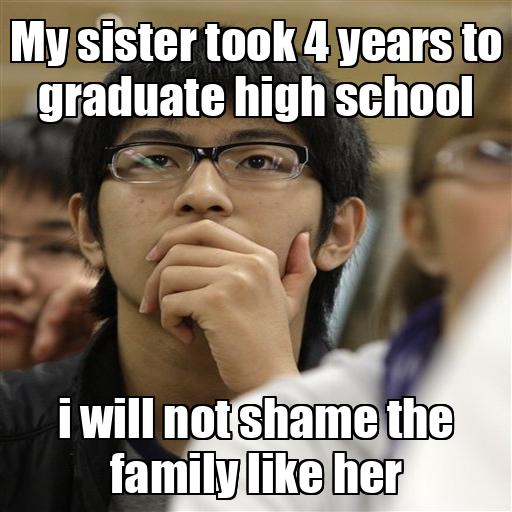 My sister took 4 years to
graduate high school
i will not shame the
family like her